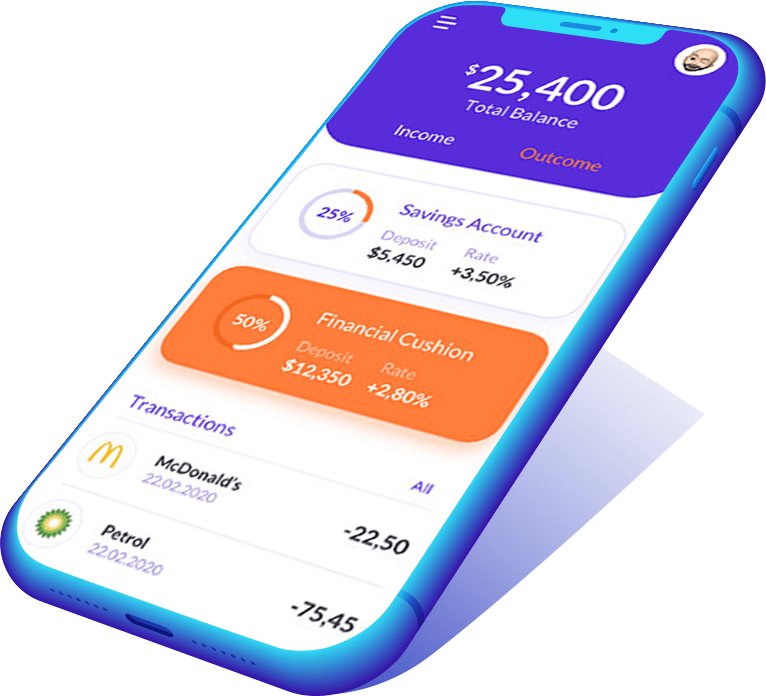 $25,400
Total Balance
Income Outcome
25%
Savings Account
Deposit Rate
$5,450 +3,50%
50%
Financial Cushion
Deposit Rate
$12,350 +2,80%
Transactions
All
McDonald's
22.02.2020
-22,50
Petrol
22.02.2020
-75,45